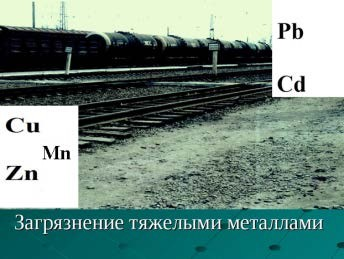 Pb
Cd
Cu
Mn
Zn
Загрязнение тяжелыми металлами